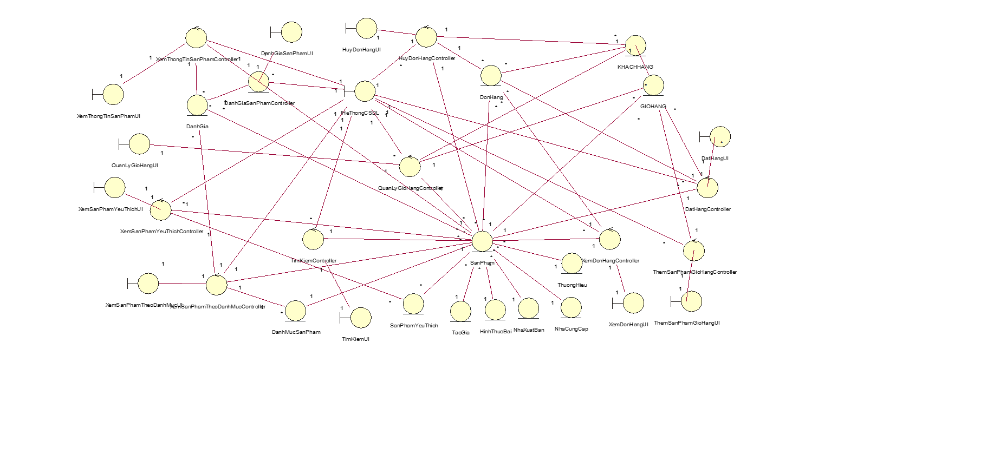 HuyDonHangUI
DanhGiaSanPhamUI
XemThongTinSanPhamController
HuyDonHangController
KHACHHANG
DonHang
DanhGiaSanPhamController
GIOHANG
IHeThongCSDL
XemThongTinSanPhamUI
DanhGia
DatHangUI
QuanLyGioHangUI
QuanLyGioHangController
XemSanPhamYeuThichUI
DatHangController
XemSanPhamYeuThichController
TimKiemController
SanPham
XemDonHangController
ThemSanPhamGioHangController
ThuongHieu
XemSanPhamTheoDanhMucUI
XemSanPhamTheoDanhMucController
ThemSanPhamGioHangUI
XemDonHangUI
SanPhamYeuThich
NhaCungCap
NhaXuatBan
HinhThucBai
TacGia
DanhMucSanPham
TimKiemUI